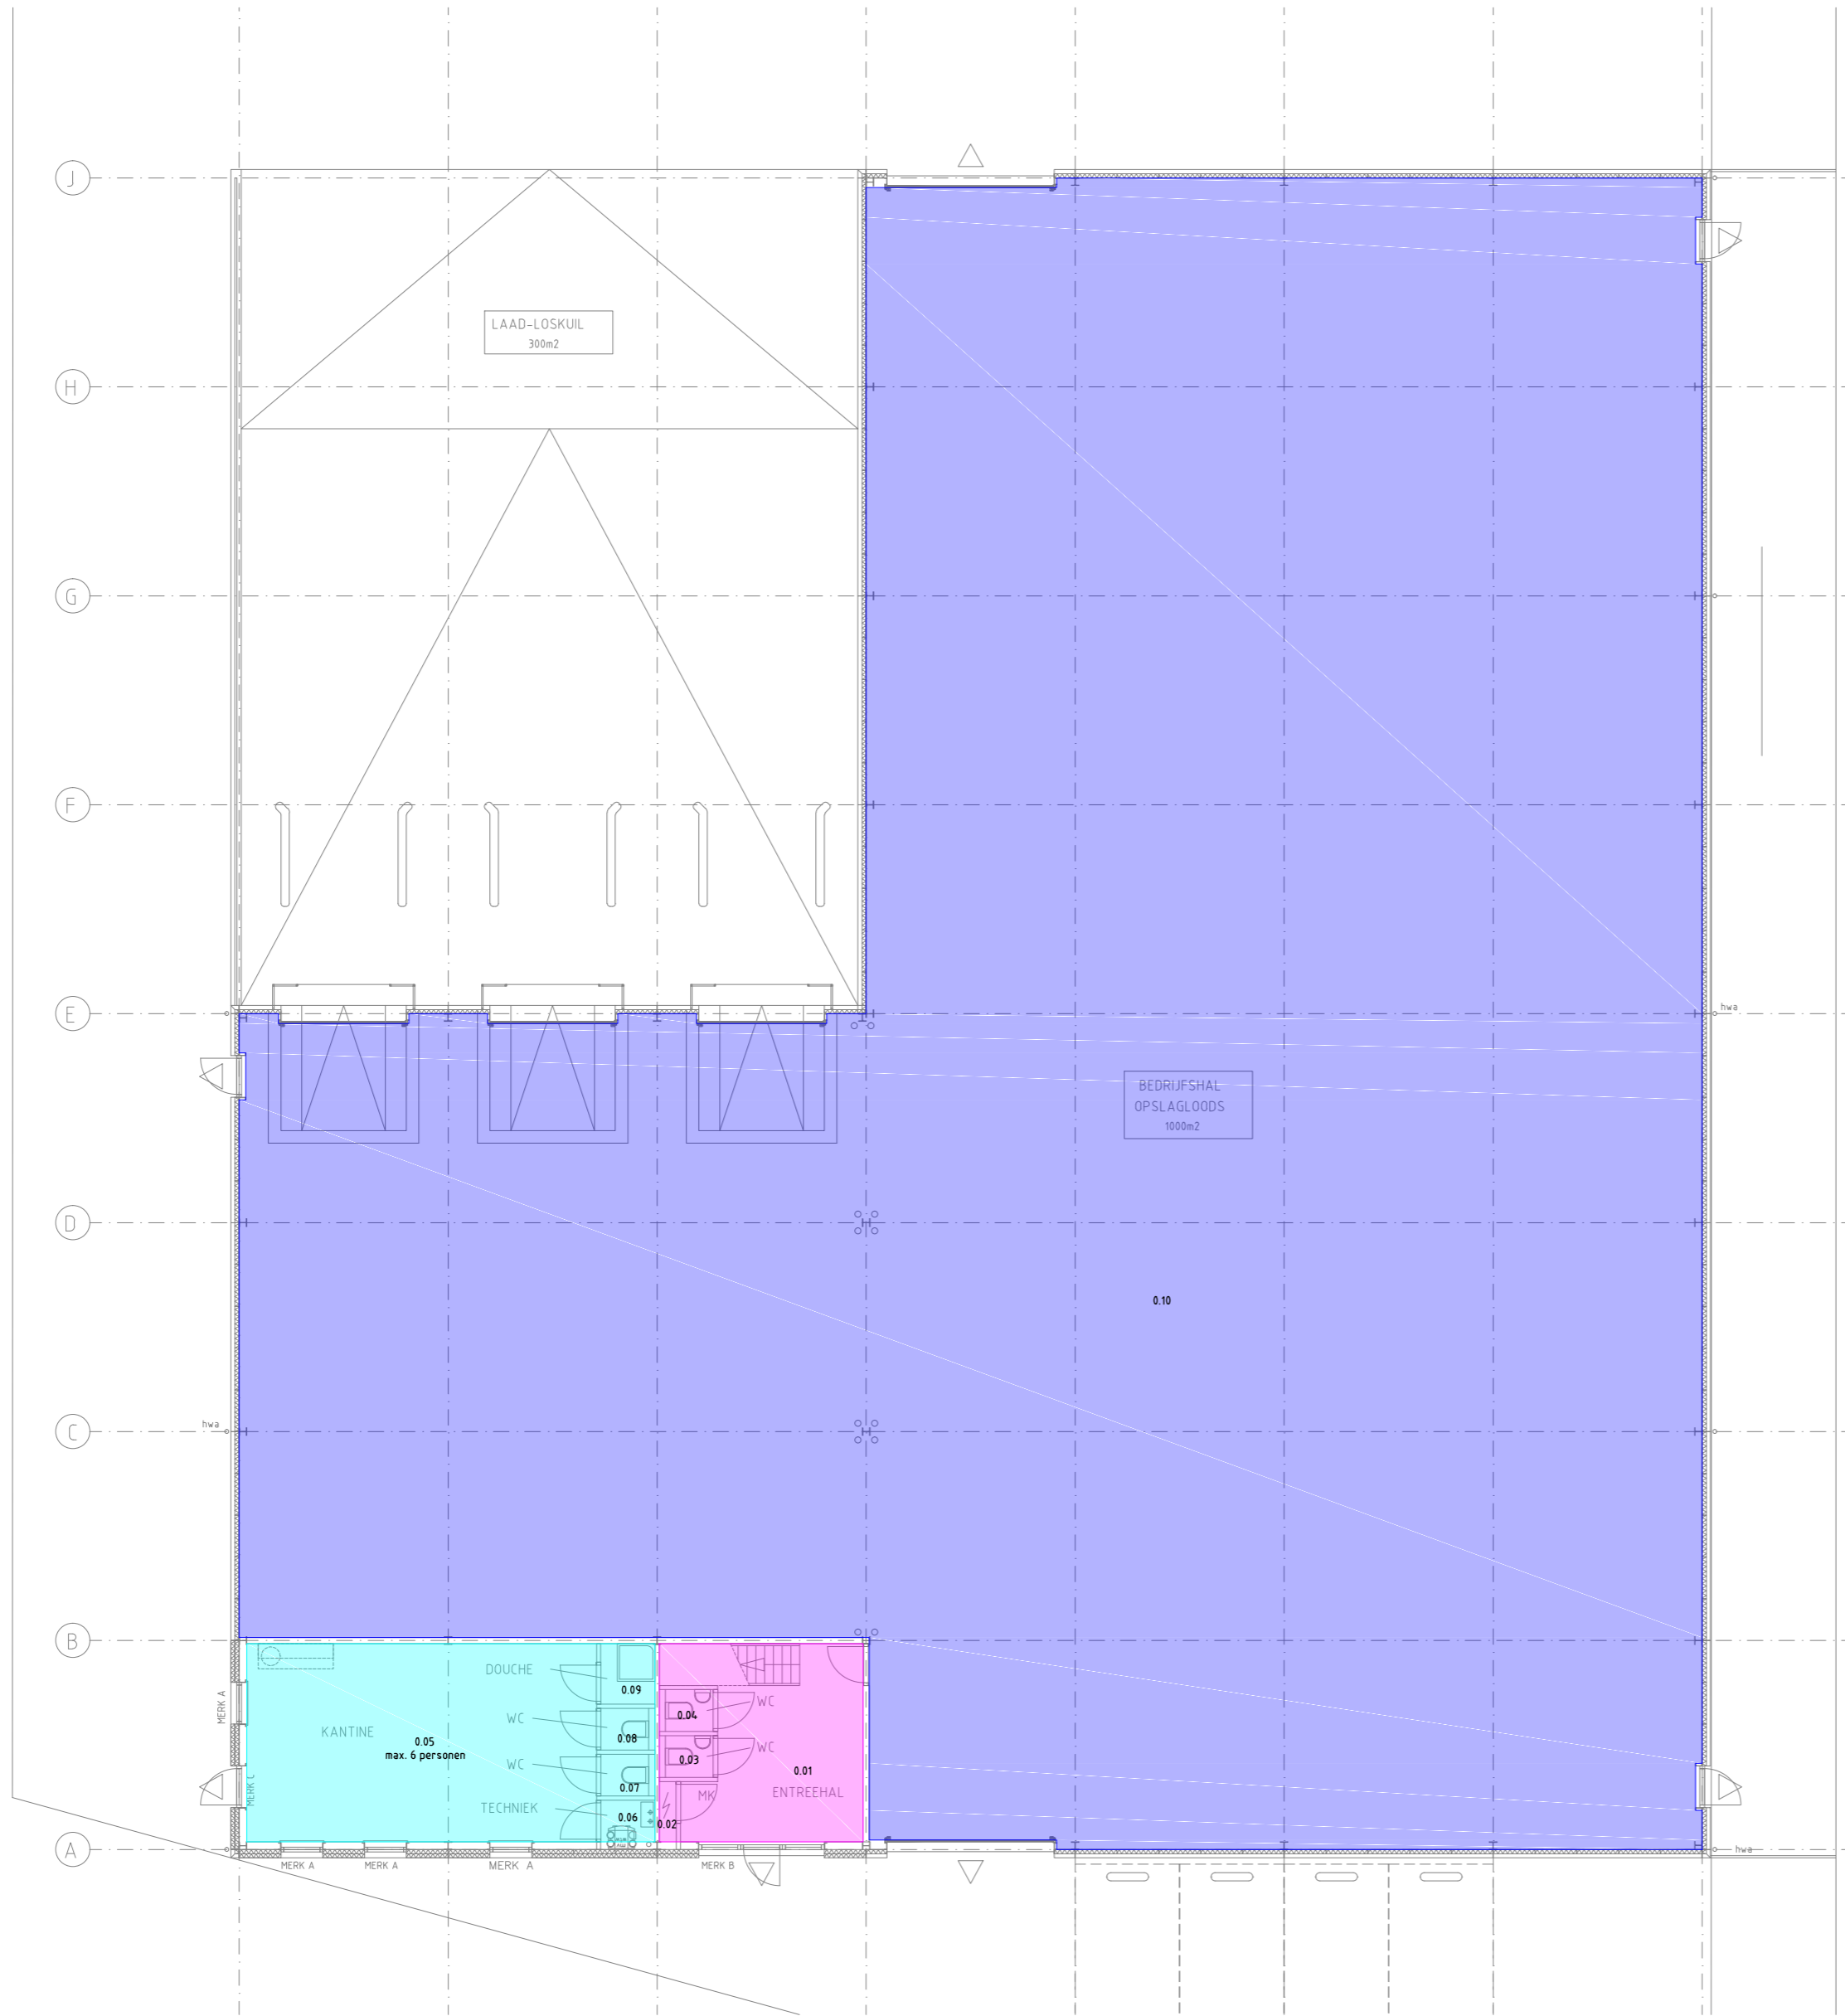 J
LAAD-LOSKUIL
300m2
H
G
F
E
hwa
BEDRIJFSHAL
OPSLAGLOODS
1000m2
D
0.10
C
hwa
B
DOUCHE
0.09
MERK A
WC
0.04
WC
KANTINE
0.05
max. 6 personen
WC
0.08
WC
0.03
0.07
0.01
ENTREEHAL
MERK C
TECHNIEK
0.06
MK
0.02
A
hwa
MERK A
MERK A
MERK A
MERK B